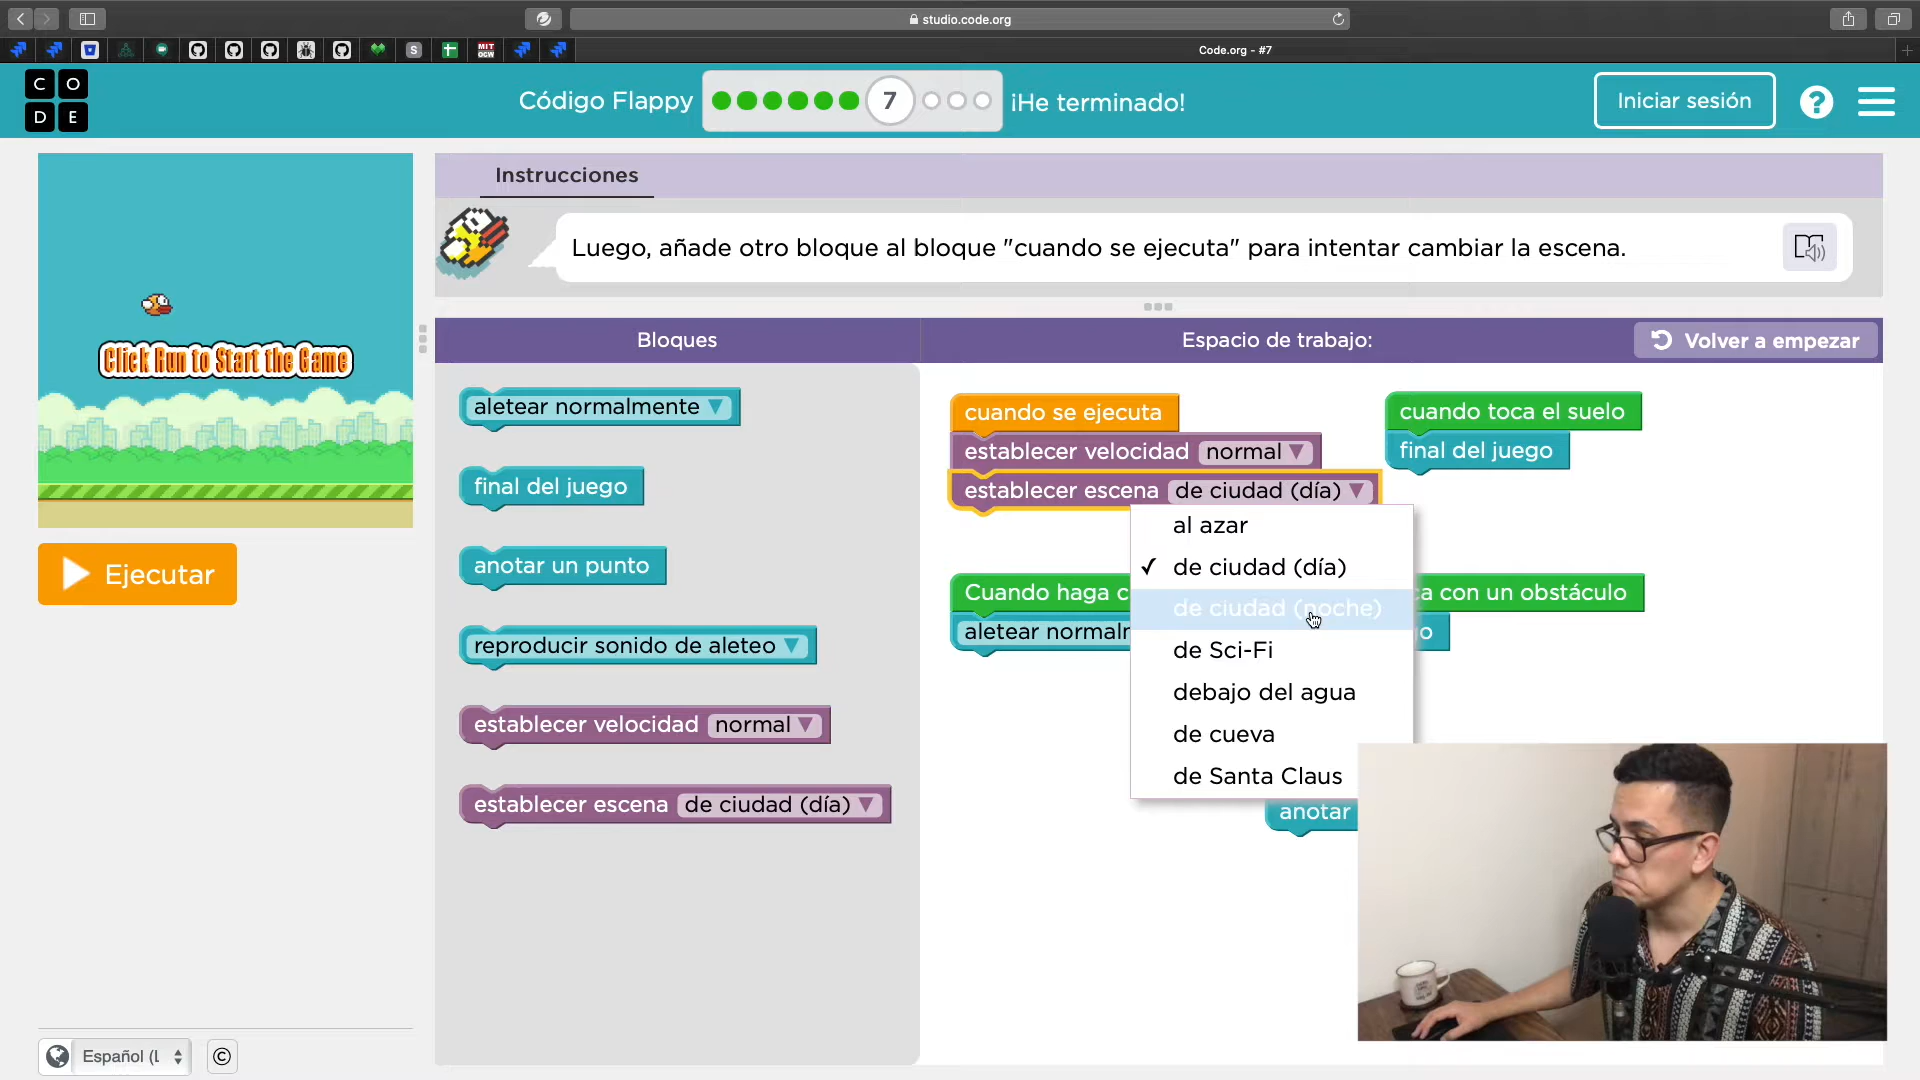 studio.code.org
S
MIT
OCW
Code.org - #7
C O
D E
Código Flappy
7
¡He terminado!
Iniciar sesión
?
Instrucciones
Luego, añade otro bloque al bloque "cuando se ejecuta" para intentar cambiar la escena.
Click Run to Start the Game
Ejecutar
Bloques
Espacio de trabajo:
Volver a empezar
aletear normalmente
final del juego
anotar un punto
reproducir sonido de aleteo
establecer velocidad normal
establecer escena de ciudad (día)
cuando se ejecuta
establecer velocidad normal
establecer escena de ciudad (día)
cuando toca el suelo
final del juego
al azar
✓ de ciudad (día)
de ciudad (noche)
de Sci-Fi
debajo del agua
de cueva
de Santa Claus
Cuando haga c
aletear normalr
a con un obstáculo
o
anotar
Español (L
©